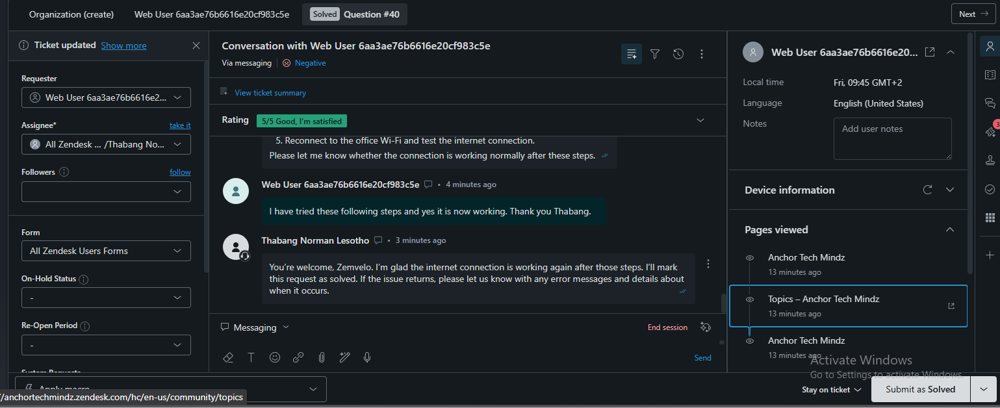 Organization (create)
Web User 6aa3ae76b6616e20cf983c5e
Solved Question #40
Next
Ticket updated Show more
Requester
Web User 6aa3ae76b6616e2...
Assignee* take it
All Zendesk ... /Thabang No...
Followers follow
Form
All Zendesk Users Forms
On-Hold Status
-
Re-Open Period
-
System Requests
Apply macro
/anchortechmindz.zendesk.com/hc/en-us/community/topics
Conversation with Web User 6aa3ae76b6616e20cf983c5e
Via messaging Negative
View ticket summary
Rating 5/5 Good, I'm satisfied
5. Reconnect to the office Wi-Fi and test the internet connection.
Please let me know whether the connection is working normally after these steps.
Web User 6aa3ae76b6616e20cf983c5e • 4 minutes ago
I have tried these following steps and yes it is now working. Thank you Thabang.
Thabang Norman Lesotho • 3 minutes ago
You’re welcome, Zemvelo. I’m glad the internet connection is working again after those steps. I’ll mark
this request as solved. If the issue returns, please let us know with any error messages and details about
when it occurs.
Messaging
End session
Send
Web User 6aa3ae76b6616e20...
Local time Fri, 09:45 GMT+2
Language English (United States)
Notes Add user notes
Device information
Pages viewed
Anchor Tech Mindz
13 minutes ago
Topics – Anchor Tech Mindz
13 minutes ago
Anchor Tech Mindz
13 minutes ago
3
Activate Windows
Go to Settings to activate Windows.
Stay on ticket
Submit as Solved